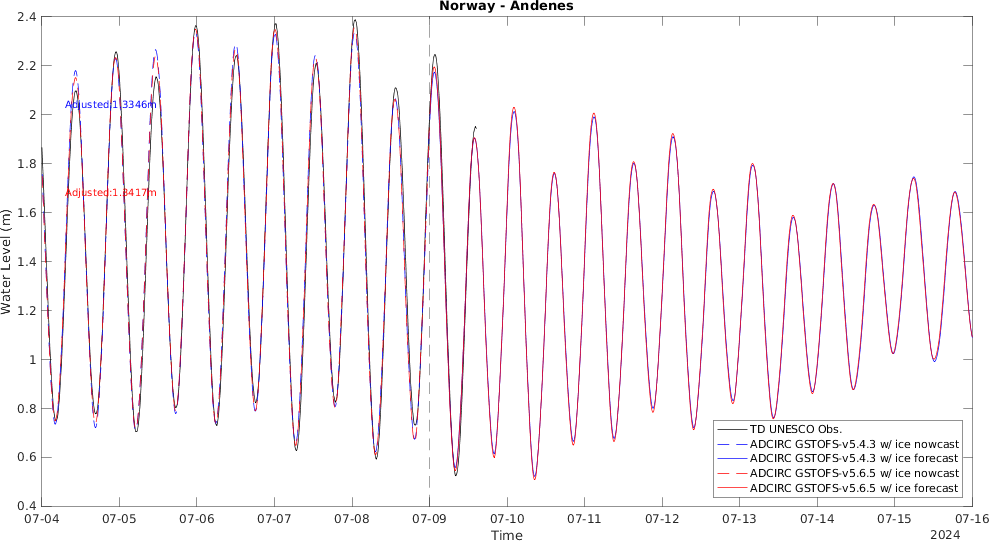 Norway - Andenes
2.4
2.2
2
1.8
1.6
1.4
1.2
1
0.8
0.6
0.4
Water Level (m)
Adjusted:1.3346m
Adjusted:1.3417m
TD UNESCO Obs.
ADCIRC GSTOFS-v5.4.3 w/ ice nowcast
ADCIRC GSTOFS-v5.4.3 w/ ice forecast
ADCIRC GSTOFS-v5.6.5 w/ ice nowcast
ADCIRC GSTOFS-v5.6.5 w/ ice forecast
07-04 07-05 07-06 07-07 07-08 07-09 07-10 07-11 07-12 07-13 07-14 07-15 07-16
Time
2024